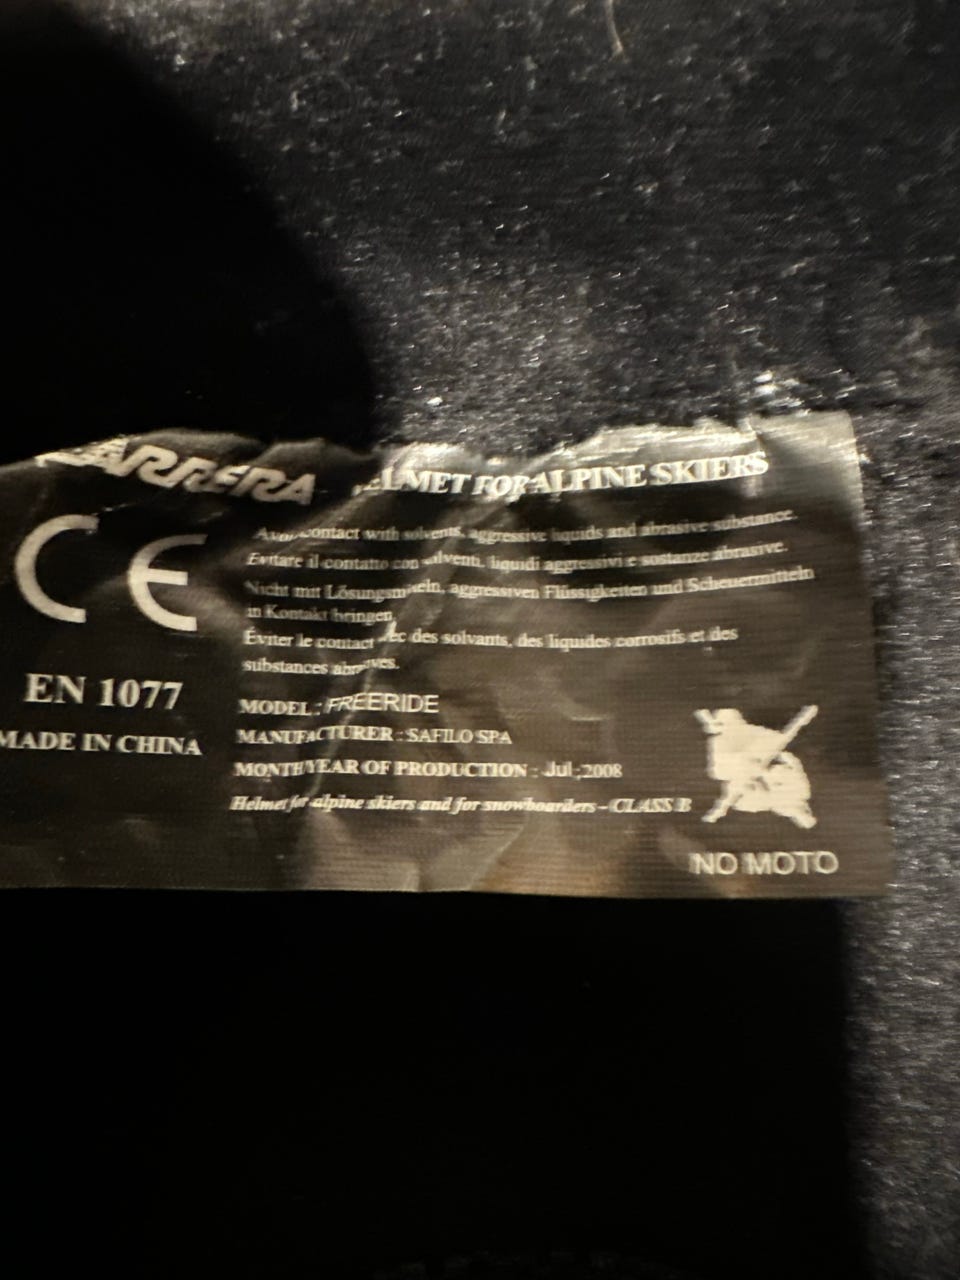 CARRERA
HELMET FOR ALPINE SKIERS
CE
Avoid contact with solvents, aggressive liquids and abrasive substance.
Evitare il contatto con solventi, liquidi aggressivi e sostanze abrasive.
Nicht mit Lösungsmitteln, aggressiven Flüssigkeiten und Scheuermitteln
in Kontakt bringen.
Éviter le contact avec des solvants, des liquides corrosifs et des
substances abrasives.
EN 1077
MADE IN CHINA
MODEL : FREERIDE
MANUFACTURER : SAFILO SPA
MONTH/YEAR OF PRODUCTION : Jul-2008
Helmet for alpine skiers and for snowboarders - CLASS B
NO MOTO